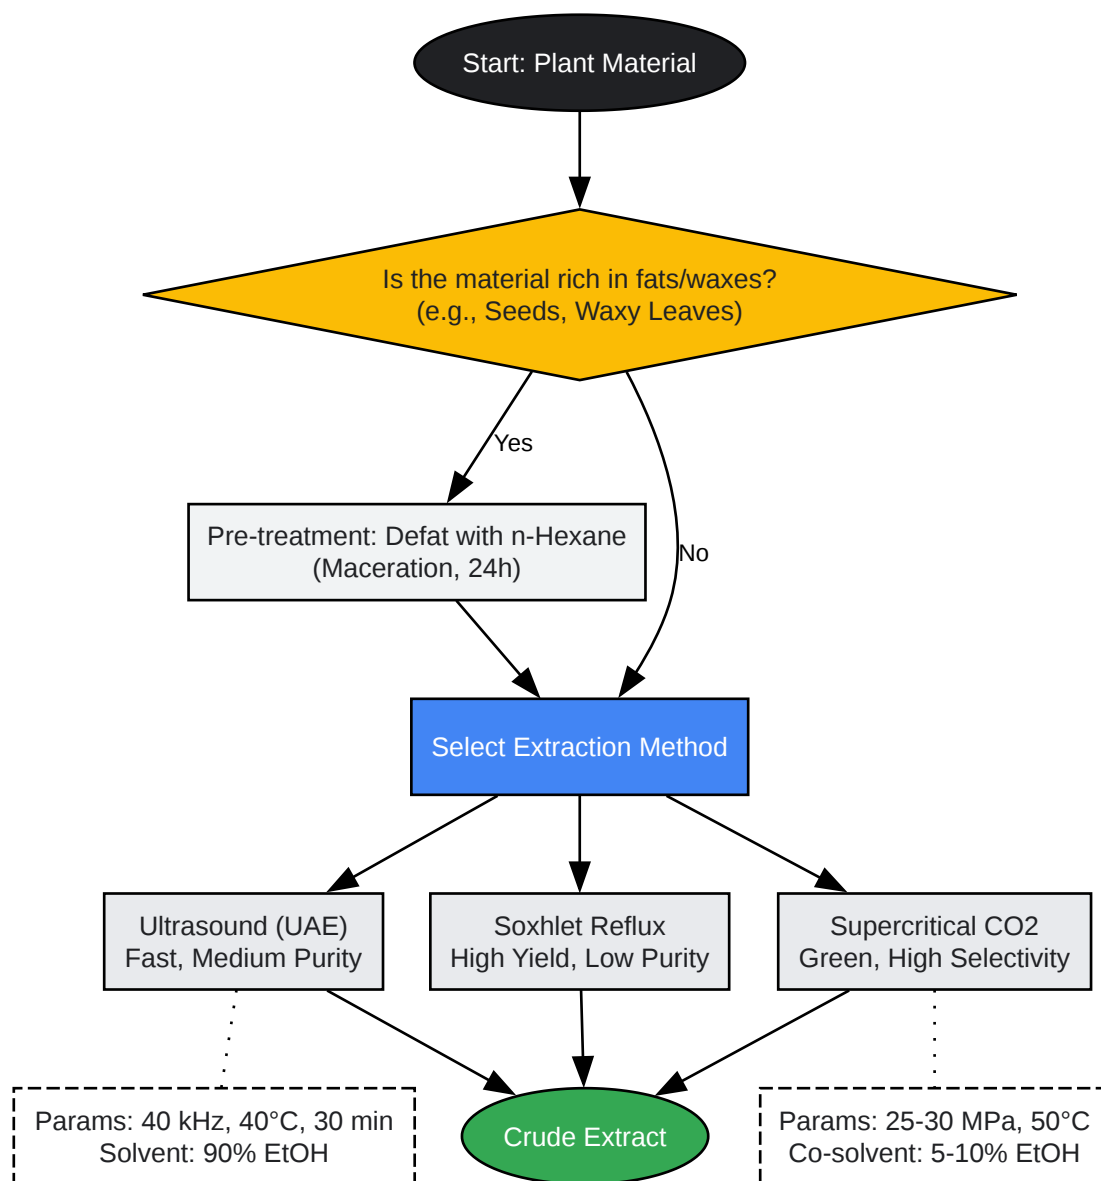 Start: Plant Material
Is the material rich in fats/waxes?
(e.g., Seeds, Waxy Leaves)
Yes
Pre-treatment: Defat with n-Hexane
(Maceration, 24h)
No
Select Extraction Method
Ultrasound (UAE)
Fast, Medium Purity
Soxhlet Reflux
High Yield, Low Purity
Supercritical CO2
Green, High Selectivity
Params: 40 kHz, 40°C, 30 min
Solvent: 90% EtOH
Crude Extract
Params: 25-30 MPa, 50°C
Co-solvent: 5-10% EtOH